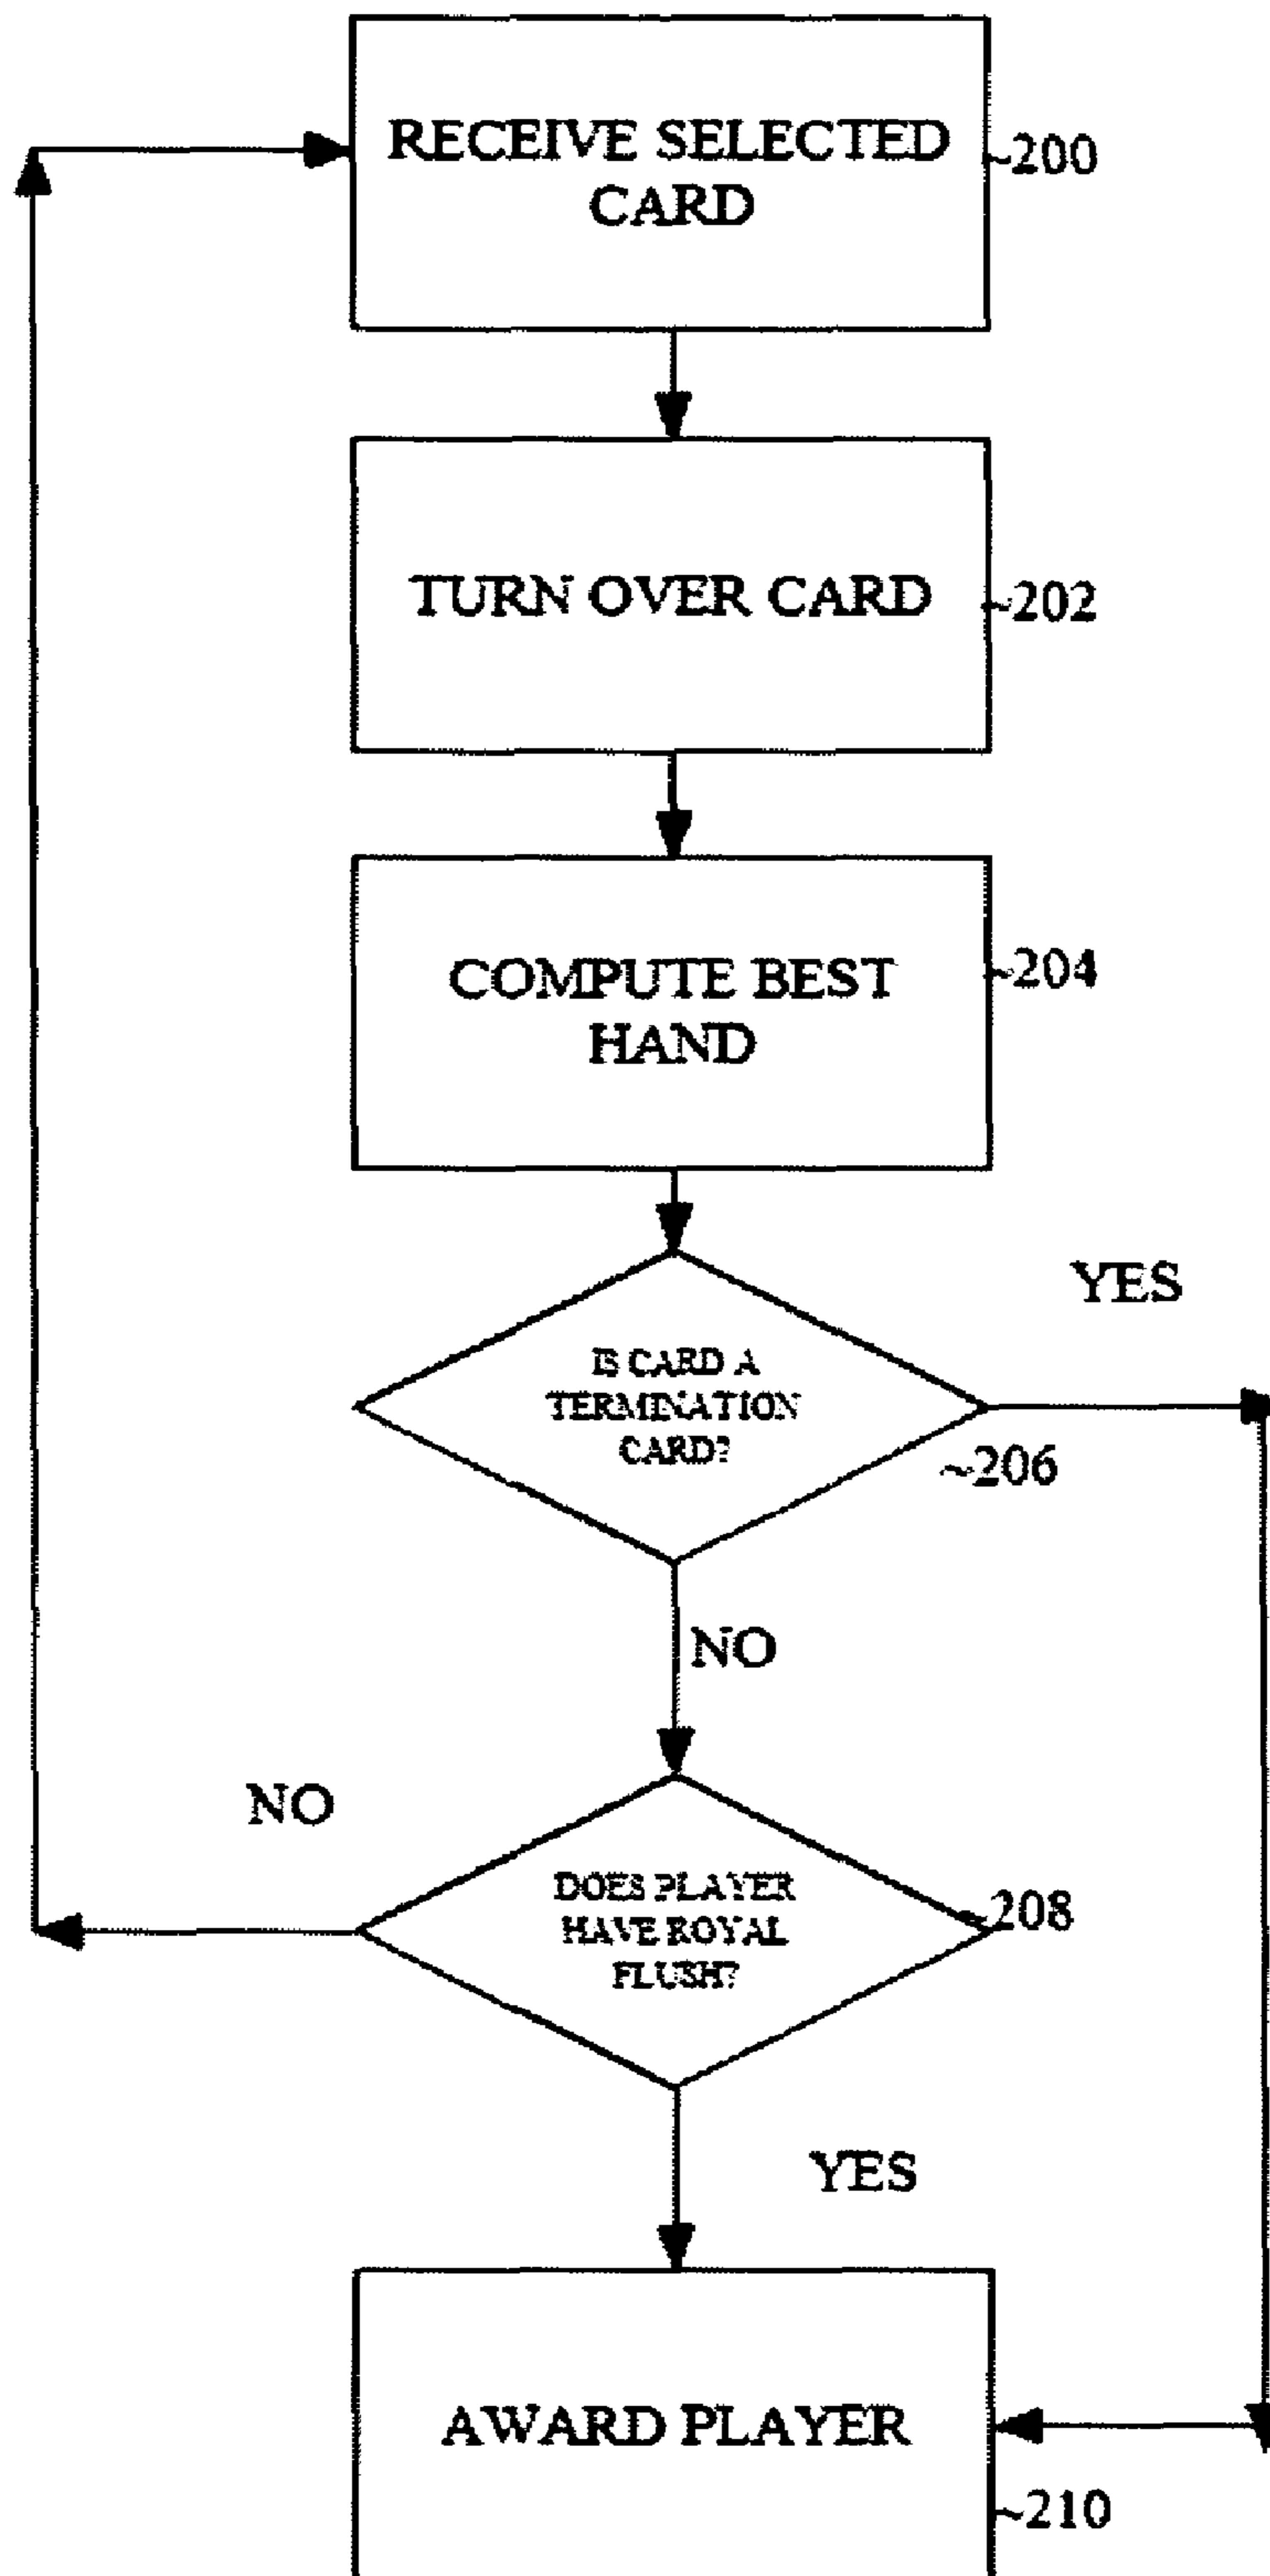 RECEIVE SELECTED
CARD
~200
TURN OVER CARD
~202
COMPUTE BEST
HAND
~204
YES
IS CARD A
TERMINATION
CARD?
~206
NO
NO
DOES PLAYER
HAVE ROYAL
FLUSH?
~208
YES
AWARD PLAYER
~210